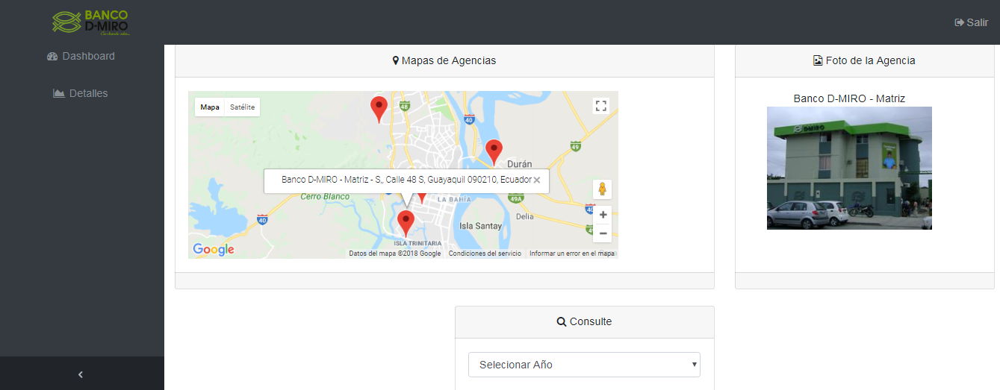 BANCO
D-MIRO
Salir
Dashboard
Detalles
Mapas de Agencias
Mapa
Satélite
48
40
49
Durán
Banco D-MIRO - Matriz - S,, Calle 48 S, Guayaquil 090210, Ecuador
Cerro Blanco
LA BAHÍA
49A
40
Delia
40
Isla Santay
ISLA TRINITARIA
Google
Datos del mapa ©2018 Google
Condiciones del servicio
Informar un error en el mapa
Foto de la Agencia
Banco D-MIRO - Matriz
D-MIRO
Consulte
Selecionar Año